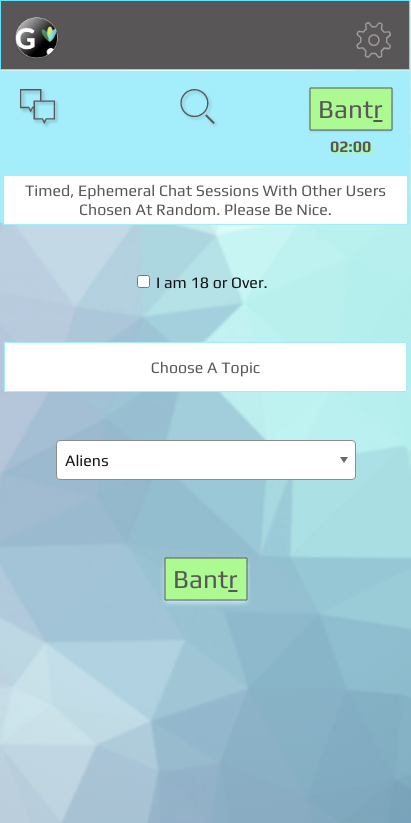 G
Bantr
02:00
Timed, Ephemeral Chat Sessions With Other Users
Chosen At Random. Please Be Nice.
I am 18 or Over.
Choose A Topic
Aliens
Bantr